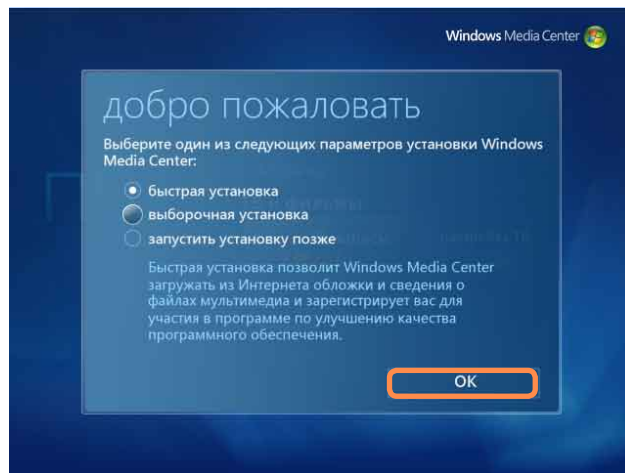 Windows Media Center
добро пожаловать
Выберите один из следующих параметров установки Windows
Media Center:
быстрая установка
выборочная установка
запустить установку позже
Быстрая установка позволит Windows Media Center
загружать из Интернета обложки и сведения о
файлах мультимедиа и зарегистрирует вас для
участия в программе по улучшению качества
программного обеспечения.
ОК